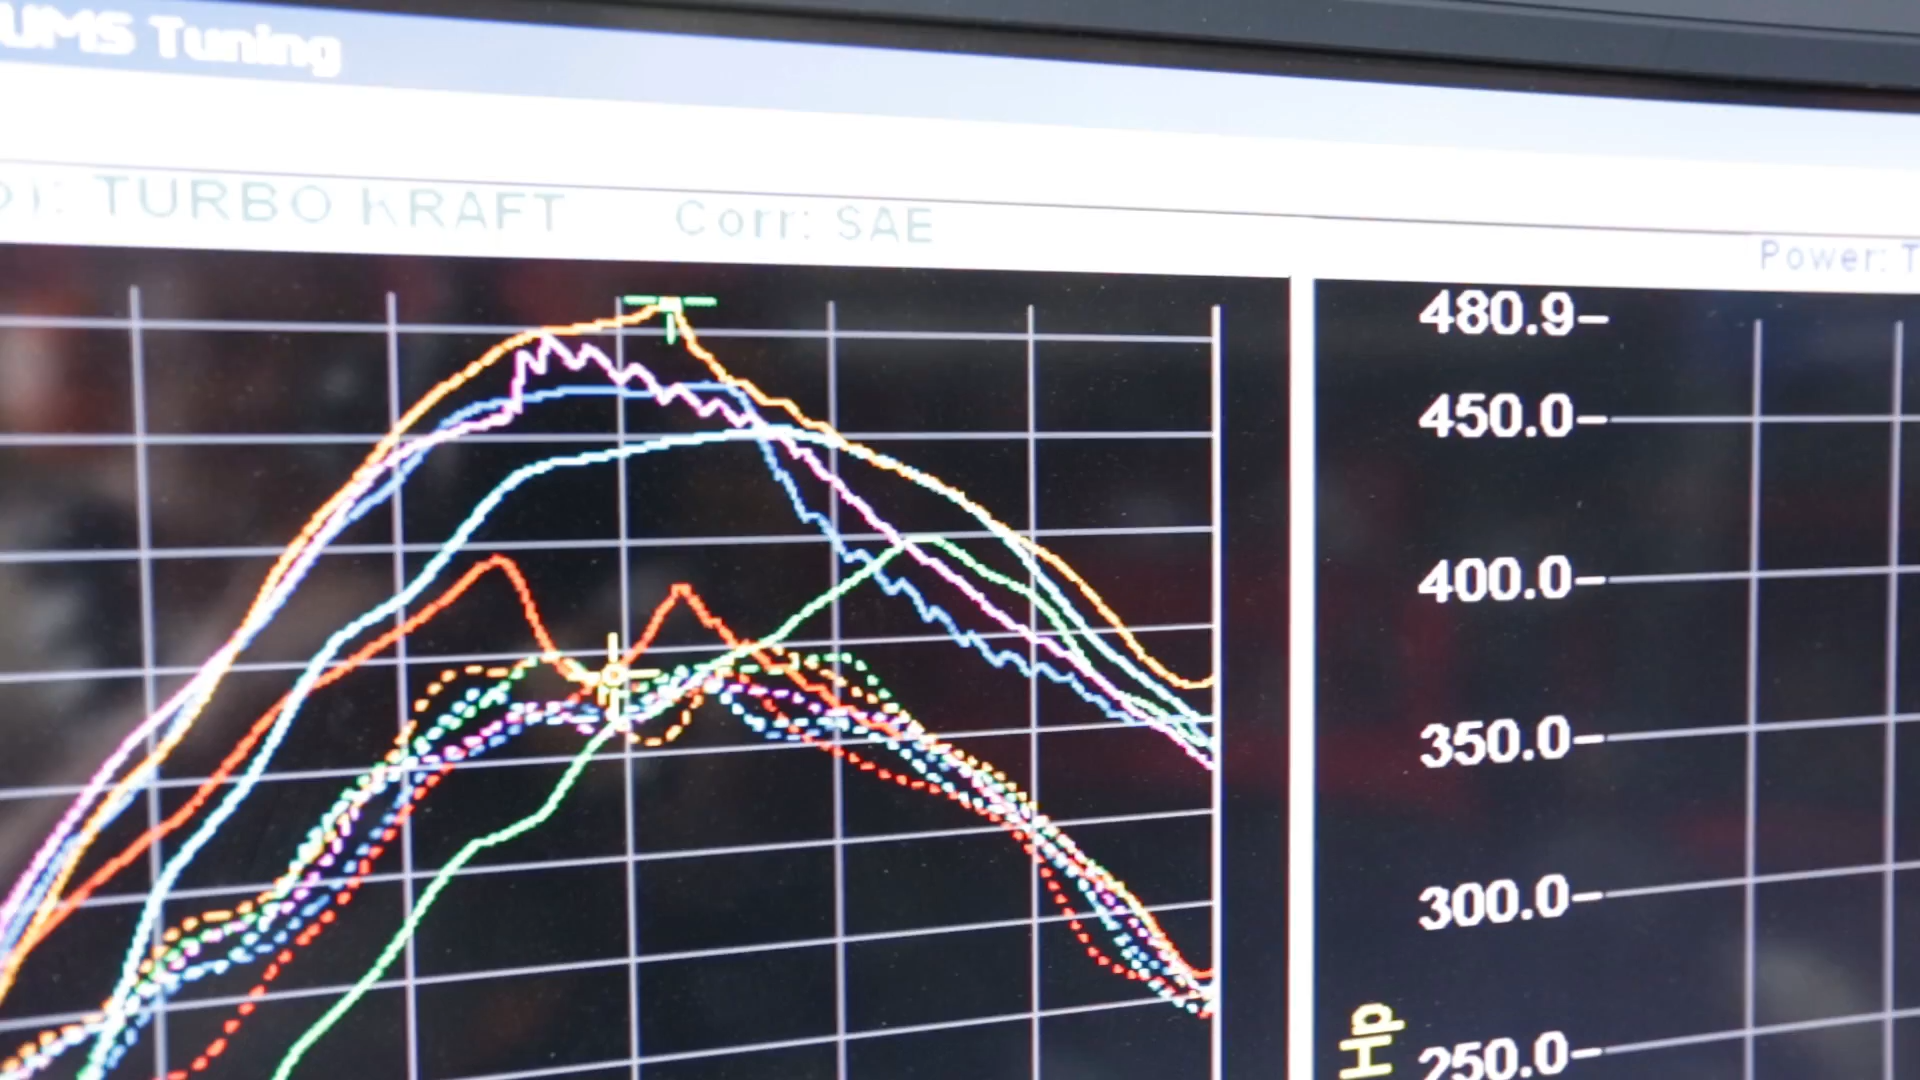 UMS Tuning
TURBO KRAFT Corr: SAE
Power: T
480.9
450.0
400.0
350.0
300.0
250.0
Hp